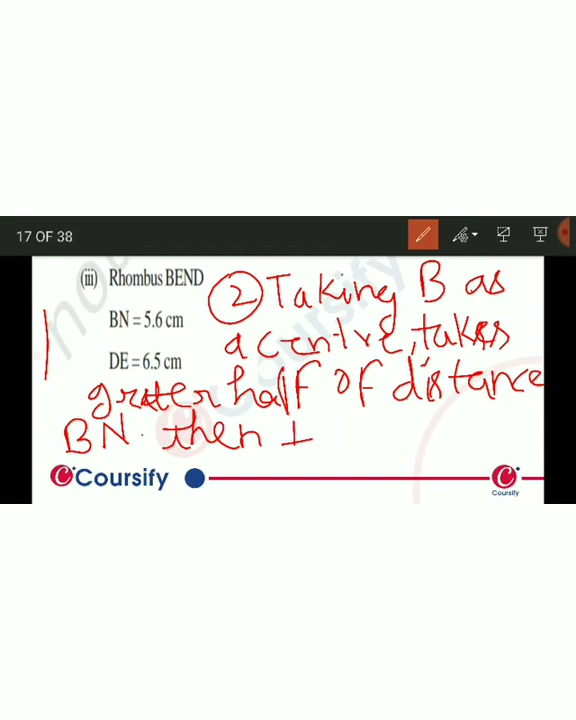 17 OF 38
(iii) Rhombus BEND
BN = 5.6 cm
DE = 6.5 cm
② Taking B as
a centre, takes
greter half of distance
BN. then ⊥
Coursify
Coursify